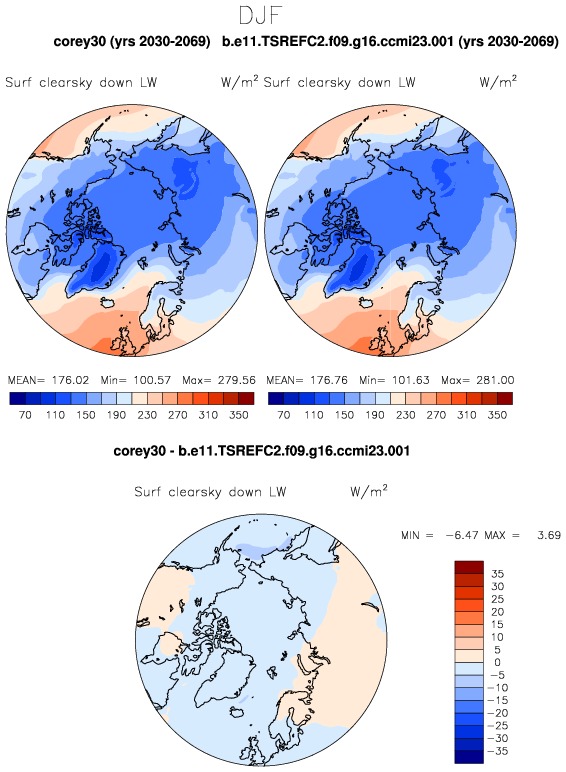 DJF
corey30 (yrs 2030-2069) b.e11.TSREFC2.f09.g16.ccmi23.001 (yrs 2030-2069)
Surf clearsky down LW W/m² Surf clearsky down LW W/m²
MEAN= 176.02 Min= 100.57 Max= 279.56 MEAN= 176.76 Min= 101.63 Max= 281.00
70 110 150 190 230 270 310 350 70 110 150 190 230 270 310 350
corey30 - b.e11.TSREFC2.f09.g16.ccmi23.001
Surf clearsky down LW W/m²
MIN = -6.47 MAX = 3.69
35
30
25
20
15
10
5
0
-5
-10
-15
-20
-25
-30
-35